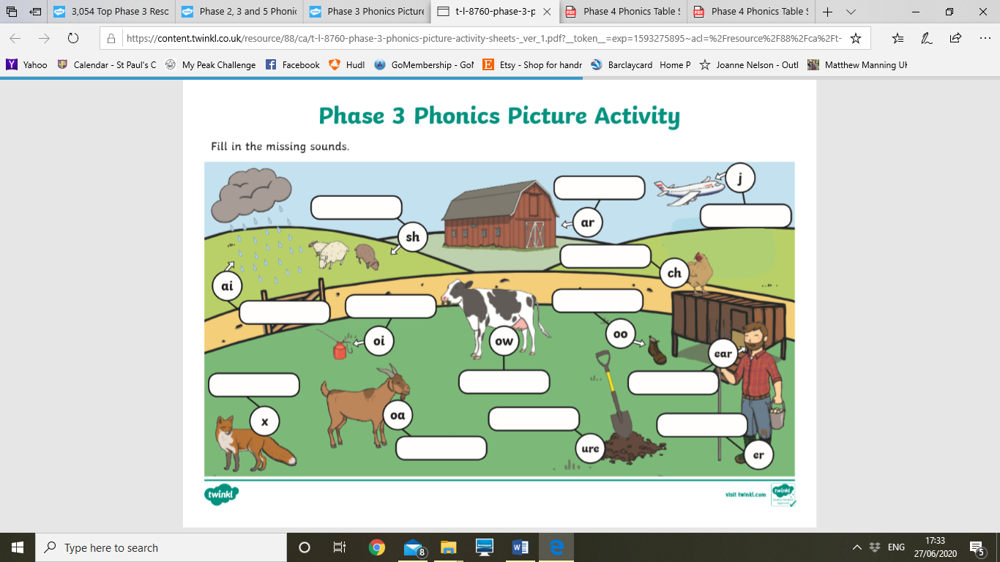 3,054 Top Phase 3 Resc
Phase 2, 3 and 5 Phonic
Phase 3 Phonics Picture
t-l-8760-phase-3-p
Phase 4 Phonics Table S
Phase 4 Phonics Table S
https://content.twinkl.co.uk/resource/88/ca/t-l-8760-phase-3-phonics-picture-activity-sheets-_ver_1.pdf?__token__=exp=1593275895~acl=%2Fresource%2F88%2Fca%2Ft-
Yahoo
Calendar - St Paul's C
My Peak Challenge
Facebook
Hudl
GoMembership - GoM
Etsy - Shop for handr
Barclaycard
Home P
Joanne Nelson - Outl
Matthew Manning UK
Phase 3 Phonics Picture Activity
Fill in the missing sounds.
j
ar
sh
ch
ai
oo
oi
ow
ear
x
oa
ure
er
twinkl
visit twinkl.com
twinkl
Type here to search
8
ENG
17:33
27/06/2020
5